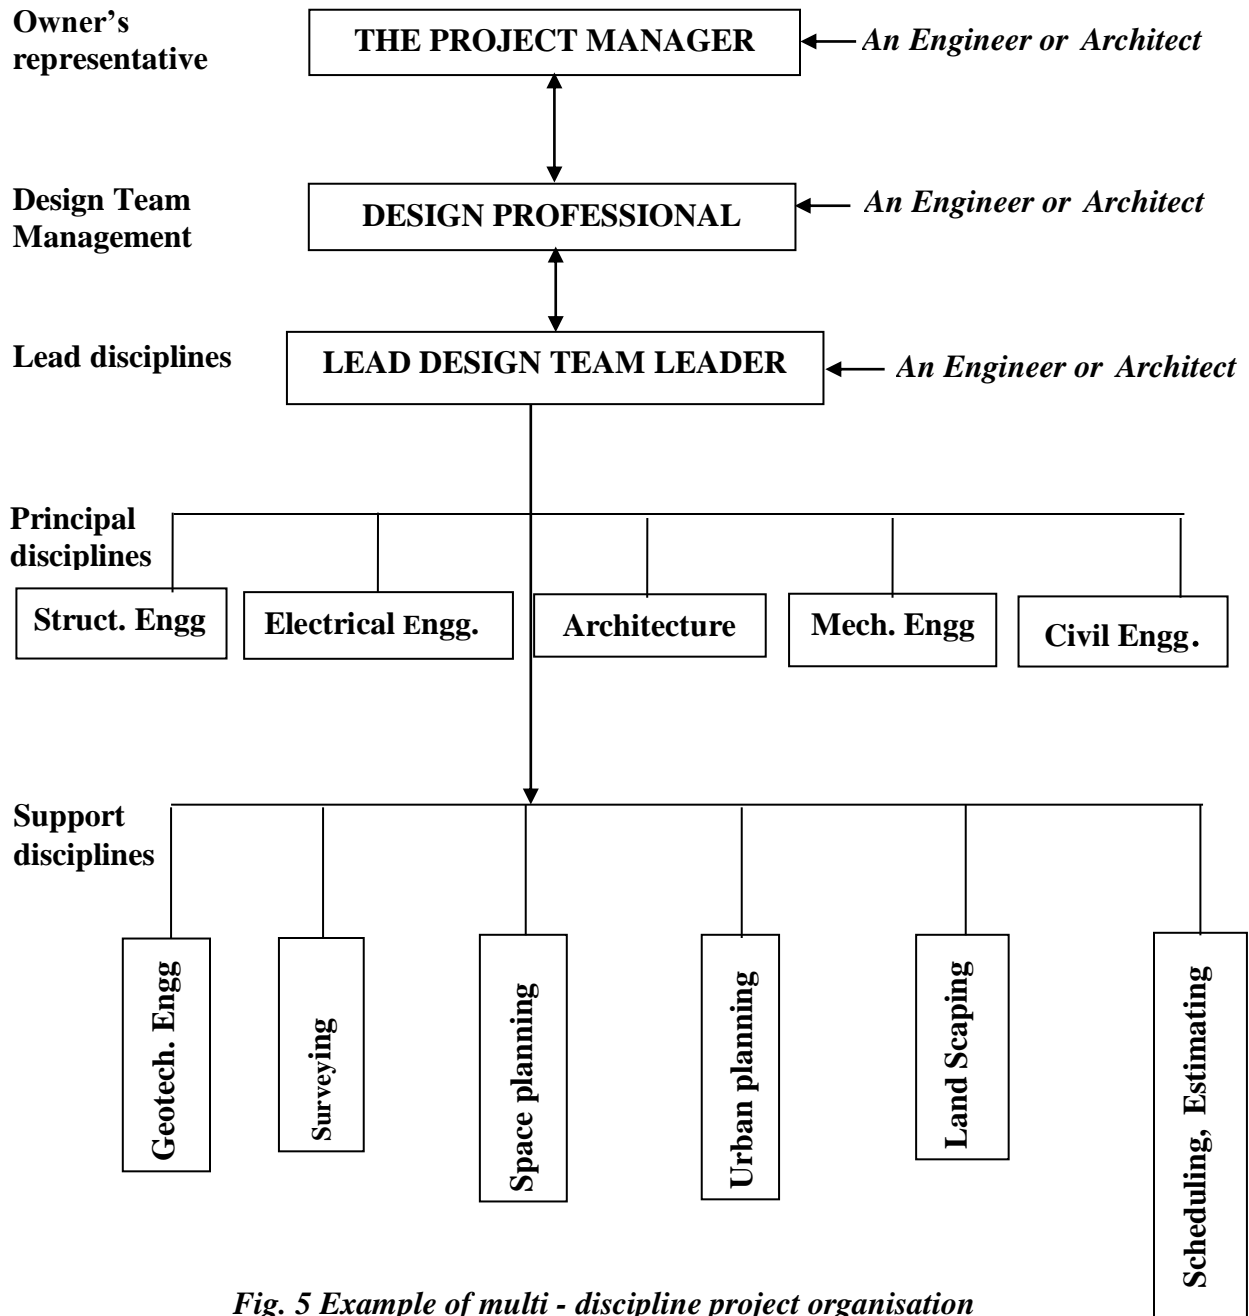 Owner’s
representative
THE PROJECT MANAGER
An Engineer or Architect
Design Team
Management
DESIGN PROFESSIONAL
An Engineer or Architect
Lead disciplines
LEAD DESIGN TEAM LEADER
An Engineer or Architect
Principal
disciplines
Struct. Engg
Electrical Engg.
Architecture
Mech. Engg
Civil Engg.
Support
disciplines
Geotech. Engg
Surveying
Space planning
Urban planning
Land Scaping
Scheduling, Estimating
Fig. 5 Example of multi - discipline project organisation